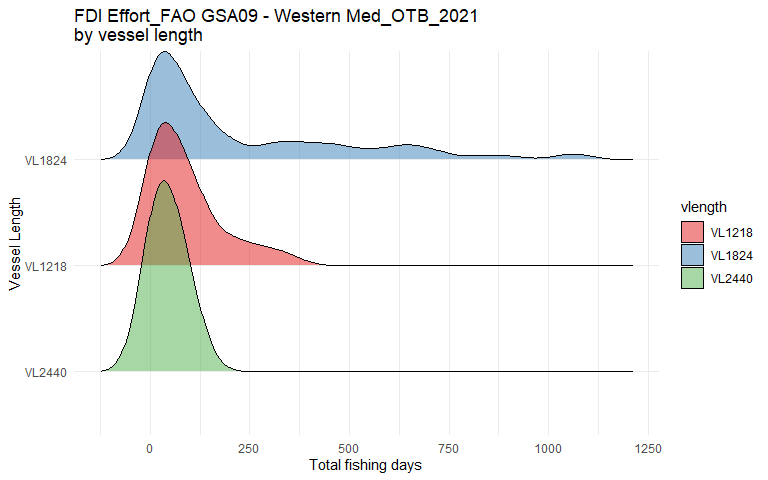 FDI Effort_FAO GSA09 - Western Med_OTB_2021
by vessel length
VL1824
VL1218
VL2440
Vessel Length
0 250 500 750 1000 1250
Total fishing days
vlength
VL1218
VL1824
VL2440